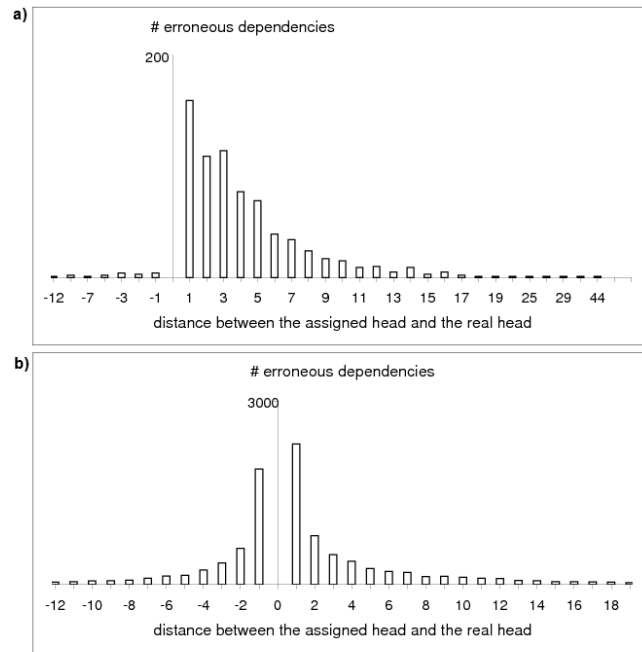 a)
# erroneous dependencies
200
-12 -7 -3 -1 1 3 5 7 9 11 13 15 17 19 25 29 44
distance between the assigned head and the real head
b)
# erroneous dependencies
3000
-12 -10 -8 -6 -4 -2 0 2 4 6 8 10 12 14 16 18
distance between the assigned head and the real head